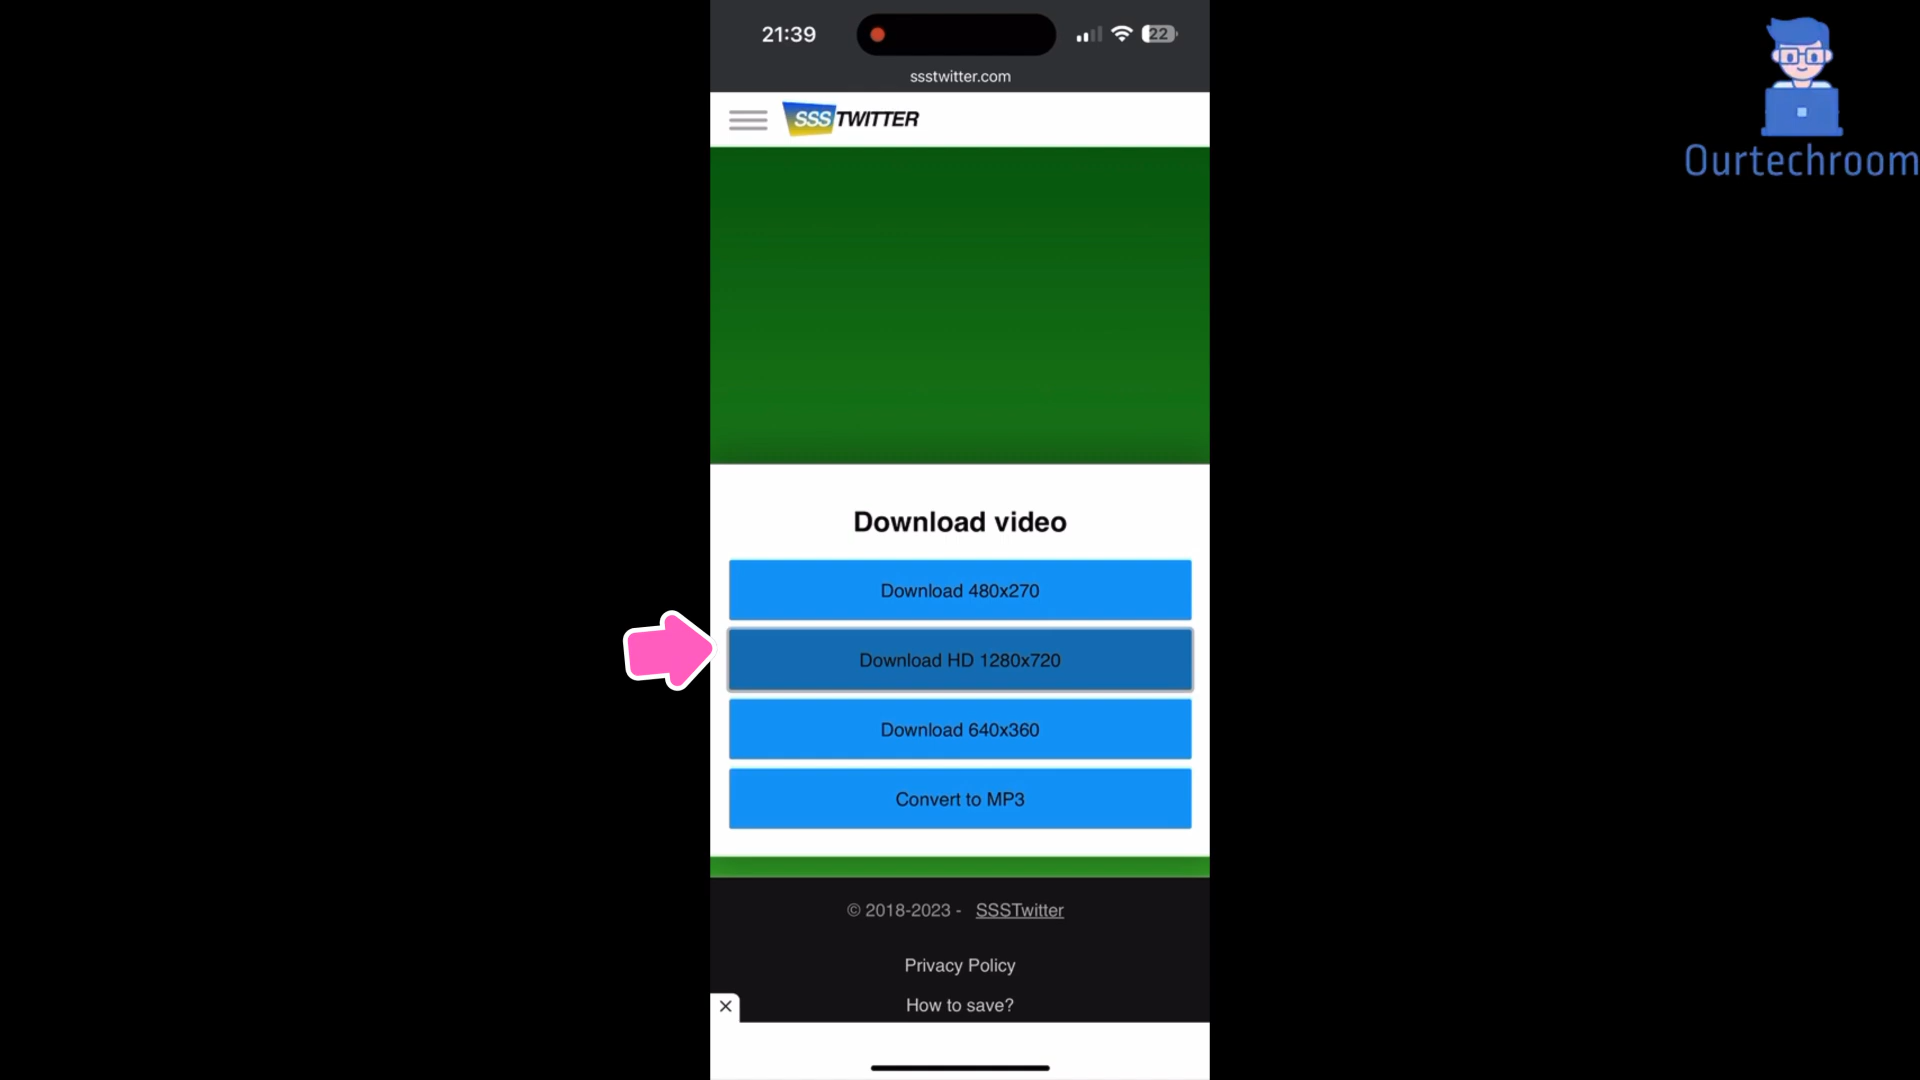 21:39
22
ssstwitter.com
SSSTWITTER
Ourtechroom
Download video
Download 480x270
Download HD 1280x720
Download 640x360
Convert to MP3
© 2018-2023 - SSSTwitter
Privacy Policy
How to save?